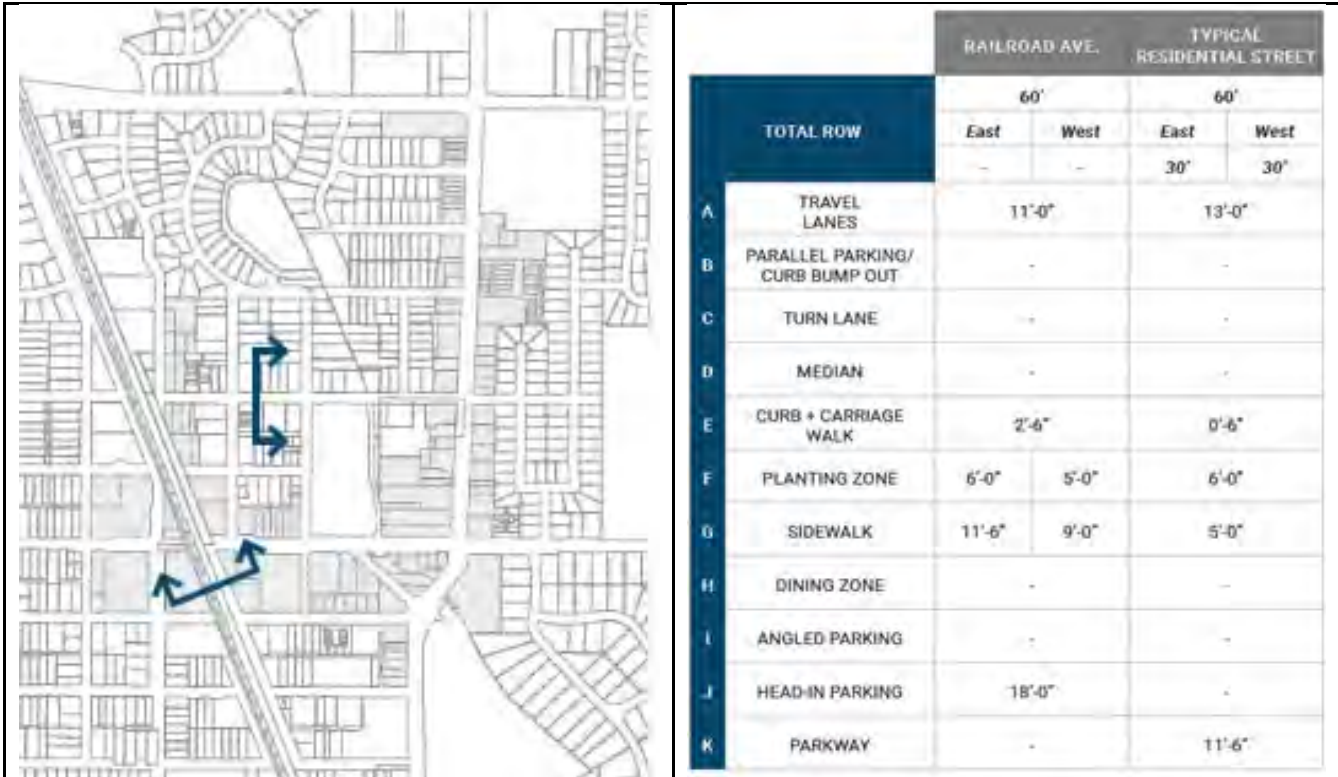 RAILROAD AVE.
TYPICAL
RESIDENTIAL STREET
TOTAL ROW
60'
60'
East West East West
- - 30' 30'
A TRAVEL LANES 11'-0" 13'-0"
B PARALLEL PARKING/ CURB BUMP OUT - -
C TURN LANE - -
D MEDIAN - -
E CURB + CARRIAGE WALK 2'-6" 0'-6"
F PLANTING ZONE 6'-0" 5'-0" 6'-0"
G SIDEWALK 11'-6" 9'-0" 5'-0"
H DINING ZONE - -
I ANGLED PARKING - -
J HEAD-IN PARKING 18'-0" -
K PARKWAY - 11'-6"